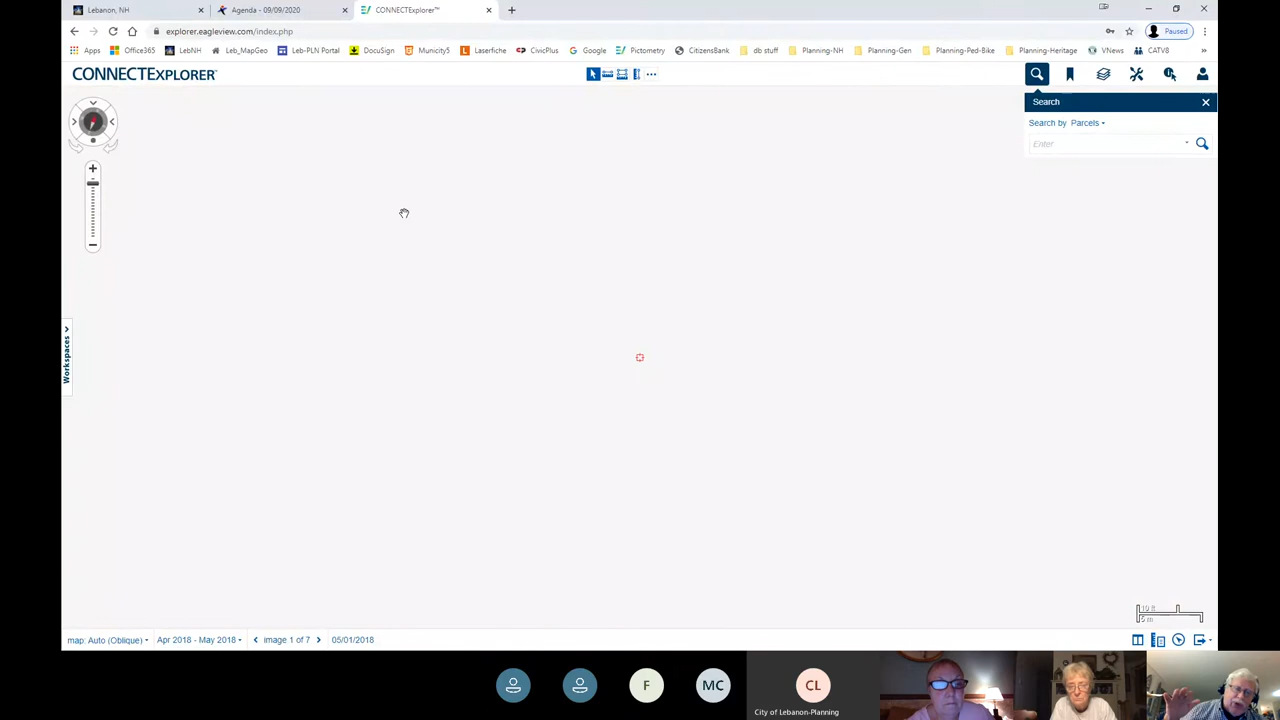 Lebanon, NH
Agenda - 09/09/2020
CONNECTExplorer™
explorer.eagleview.com/index.php
Paused
Apps
Office365
LebNH
Leb_MapGeo
Leb-PLN Portal
DocuSign
Municity5
Laserfiche
CivicPlus
Google
Pictometry
CitizensBank
db stuff
Planning-NH
Planning-Gen
Planning-Ped-Bike
Planning-Heritage
VNews
CATV8
CONNECTEXPLORER™
Search
Search by Parcels
Enter
Workspaces
5 m
map: Auto (Oblique)
Apr 2018 - May 2018
image 1 of 7
05/01/2018
F
MC
CL
City of Lebanon-Planning